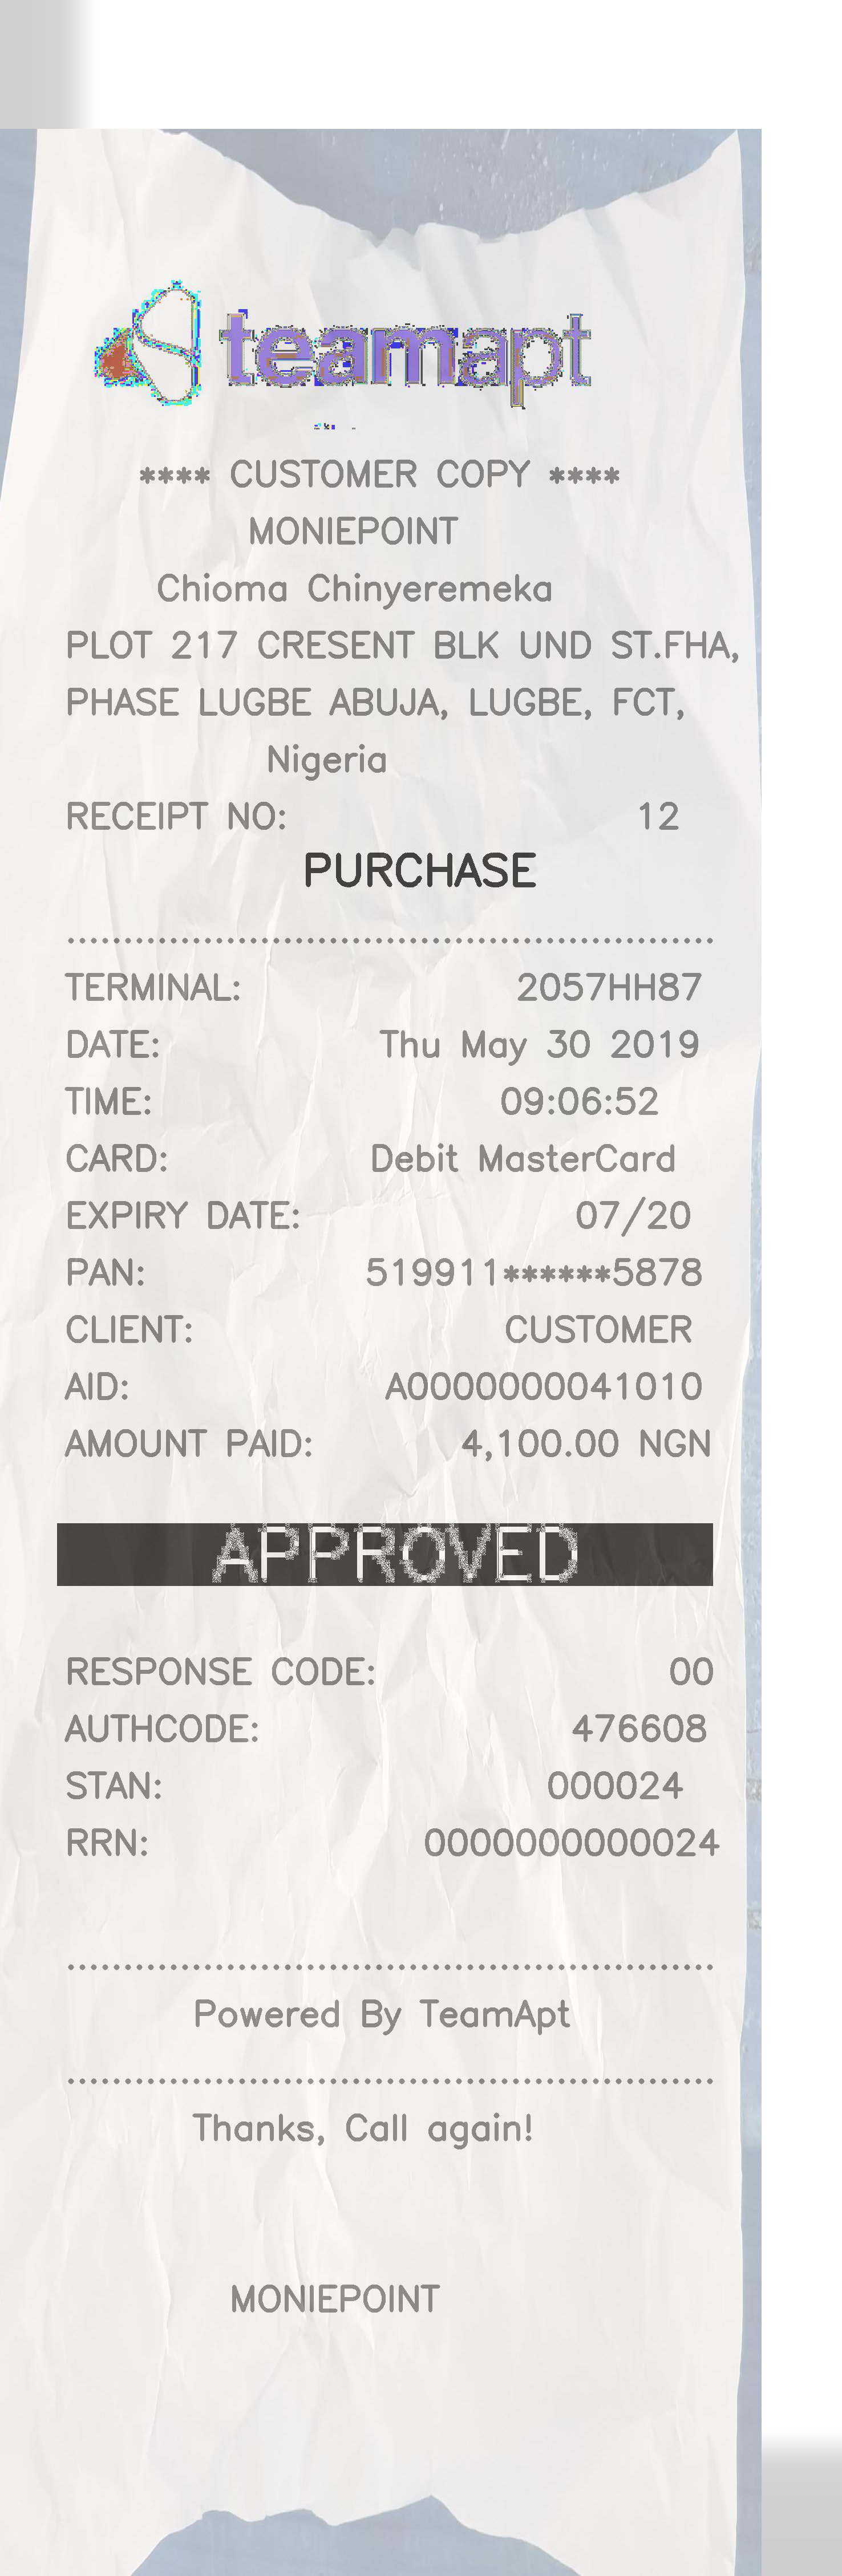 teamapt
**** CUSTOMER COPY ****
MONIEPOINT
Chioma Chinyeremeka
PLOT 217 CRESENT BLK UND ST.FHA,
PHASE LUGBE ABUJA, LUGBE, FCT,
Nigeria
RECEIPT NO: 12
PURCHASE
TERMINAL: 2057HH87
DATE: Thu May 30 2019
TIME: 09:06:52
CARD: Debit MasterCard
EXPIRY DATE: 07/20
PAN: 519911******5878
CLIENT: CUSTOMER
AID: A0000000041010
AMOUNT PAID: 4,100.00 NGN
APPROVED
RESPONSE CODE: 00
AUTHCODE: 476608
STAN: 000024
RRN: 0000000000024
Powered By TeamApt
Thanks, Call again!
MONIEPOINT